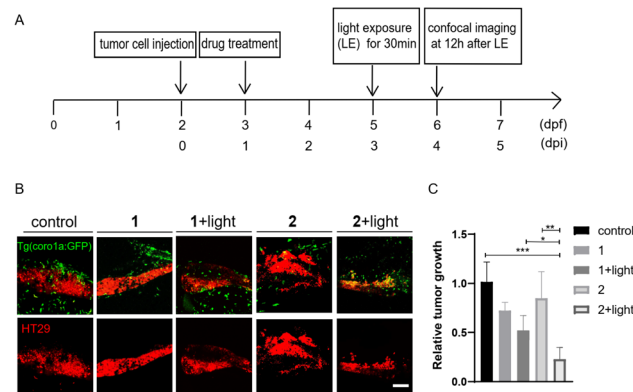 A
tumor cell injection
drug treatment
light exposure
(LE) for 30min
confocal imaging
at 12h after LE
0 1 2 3 4 5 6 7 (dpf)
0 1 2 3 4 5 (dpi)
B
control 1 1+light 2 2+light
Tg(coro1a:GFP)
HT29
C
control
1
1+light
2
2+light
**
*
***
Relative tumor growth
1.5
1.0
0.5
0.0